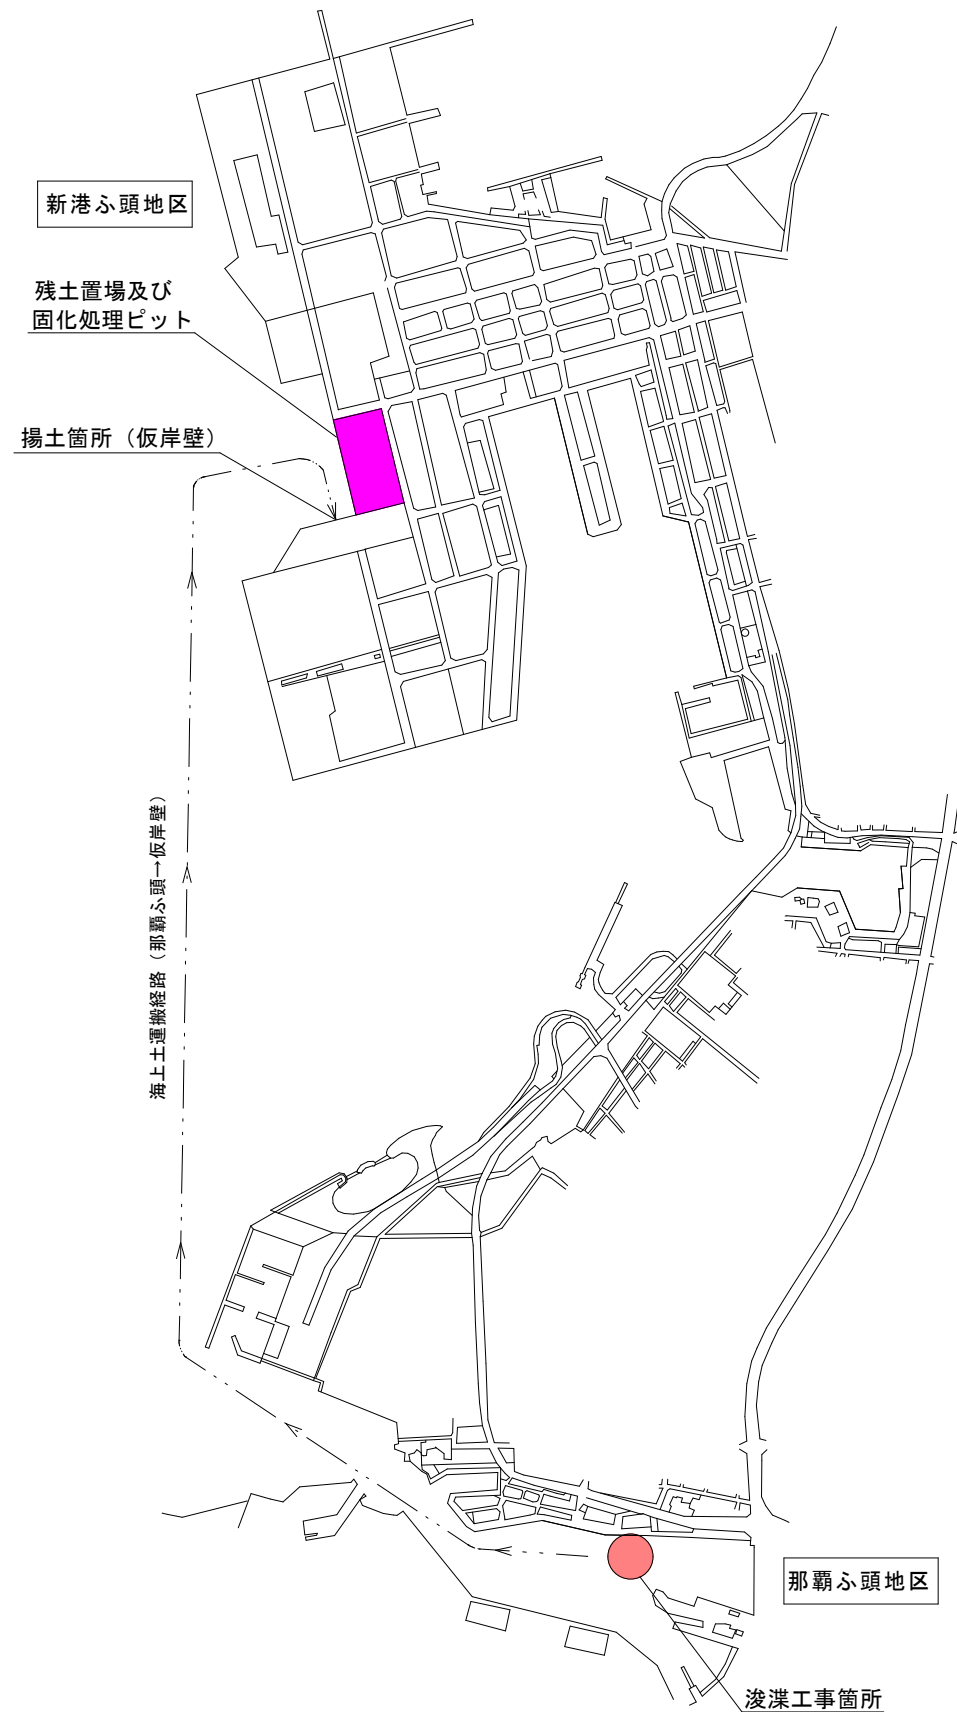 新港ふ頭地区
残土置場及び
固化処理ピット
揚土箇所（仮岸壁）
海上土運搬経路（那覇ふ頭→仮岸壁）
那覇ふ頭地区
浚渫工事箇所